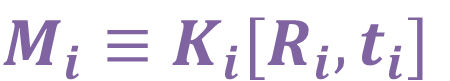 M_i ≡ K_i[R_i, t_i]